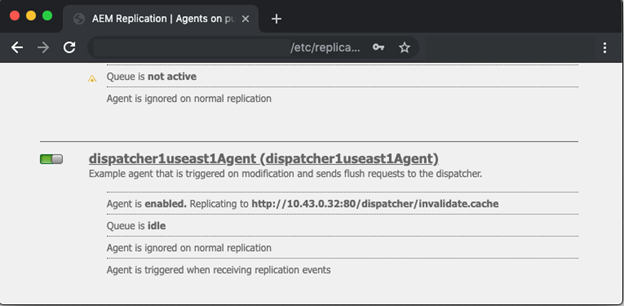 AEM Replication | Agents on pu
/etc/replica...
Queue is not active
Agent is ignored on normal replication
dispatcher1useast1Agent (dispatcher1useast1Agent)
Example agent that is triggered on modification and sends flush requests to the dispatcher.
Agent is enabled. Replicating to http://10.43.0.32:80/dispatcher/invalidate.cache
Queue is idle
Agent is ignored on normal replication
Agent is triggered when receiving replication events